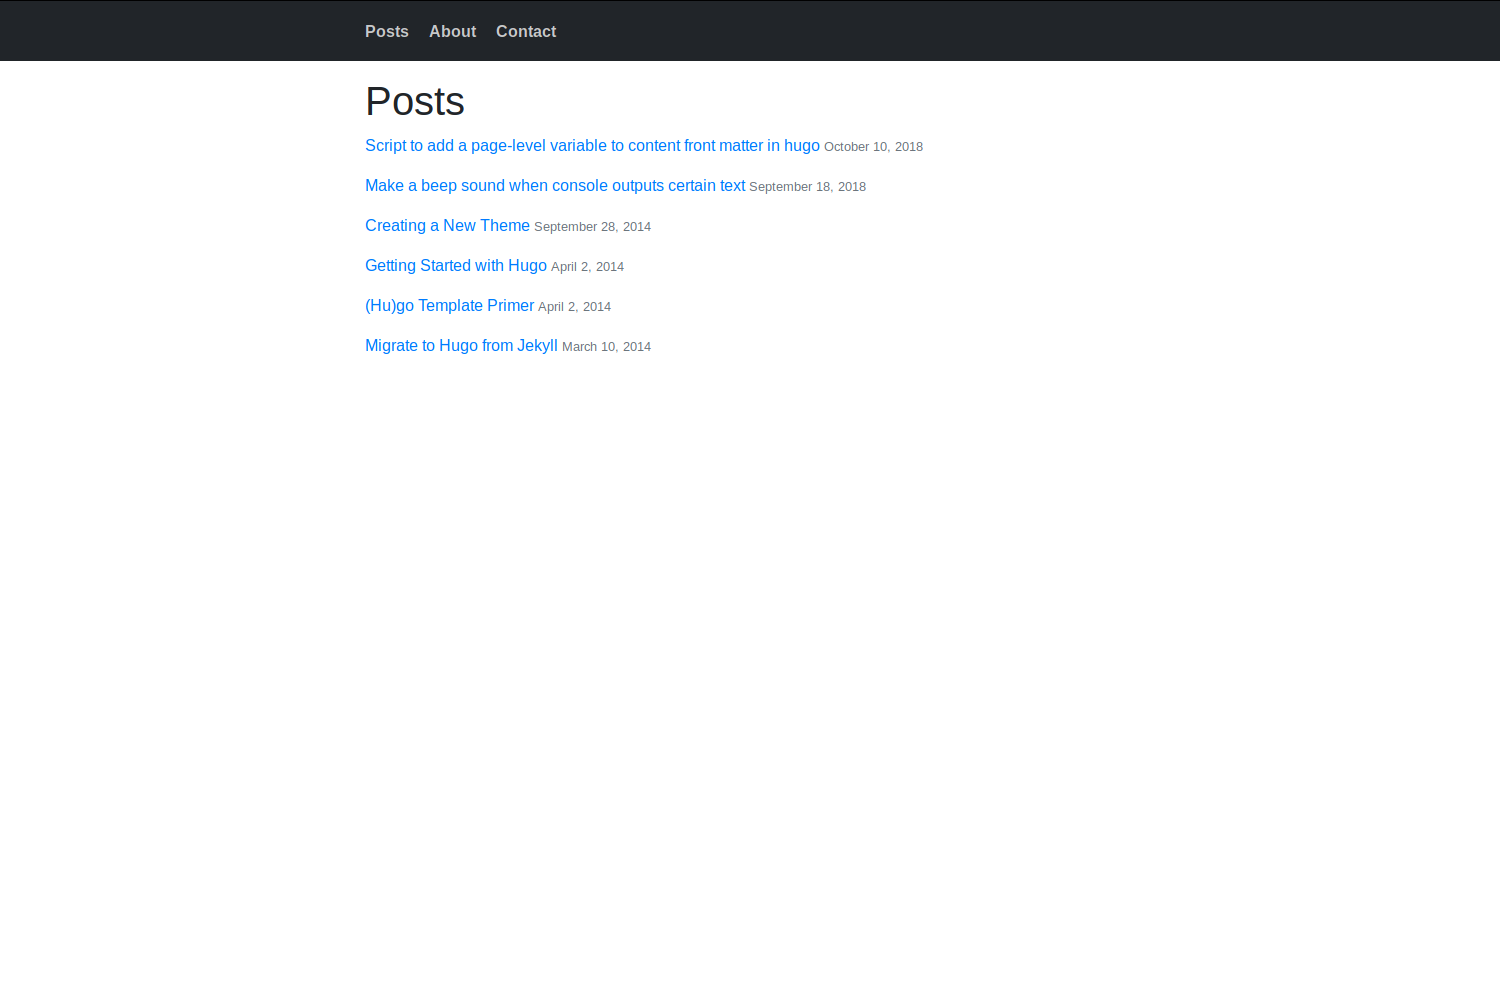 Posts About Contact
Posts
Script to add a page-level variable to content front matter in hugo October 10, 2018
Make a beep sound when console outputs certain text September 18, 2018
Creating a New Theme September 28, 2014
Getting Started with Hugo April 2, 2014
(Hu)go Template Primer April 2, 2014
Migrate to Hugo from Jekyll March 10, 2014